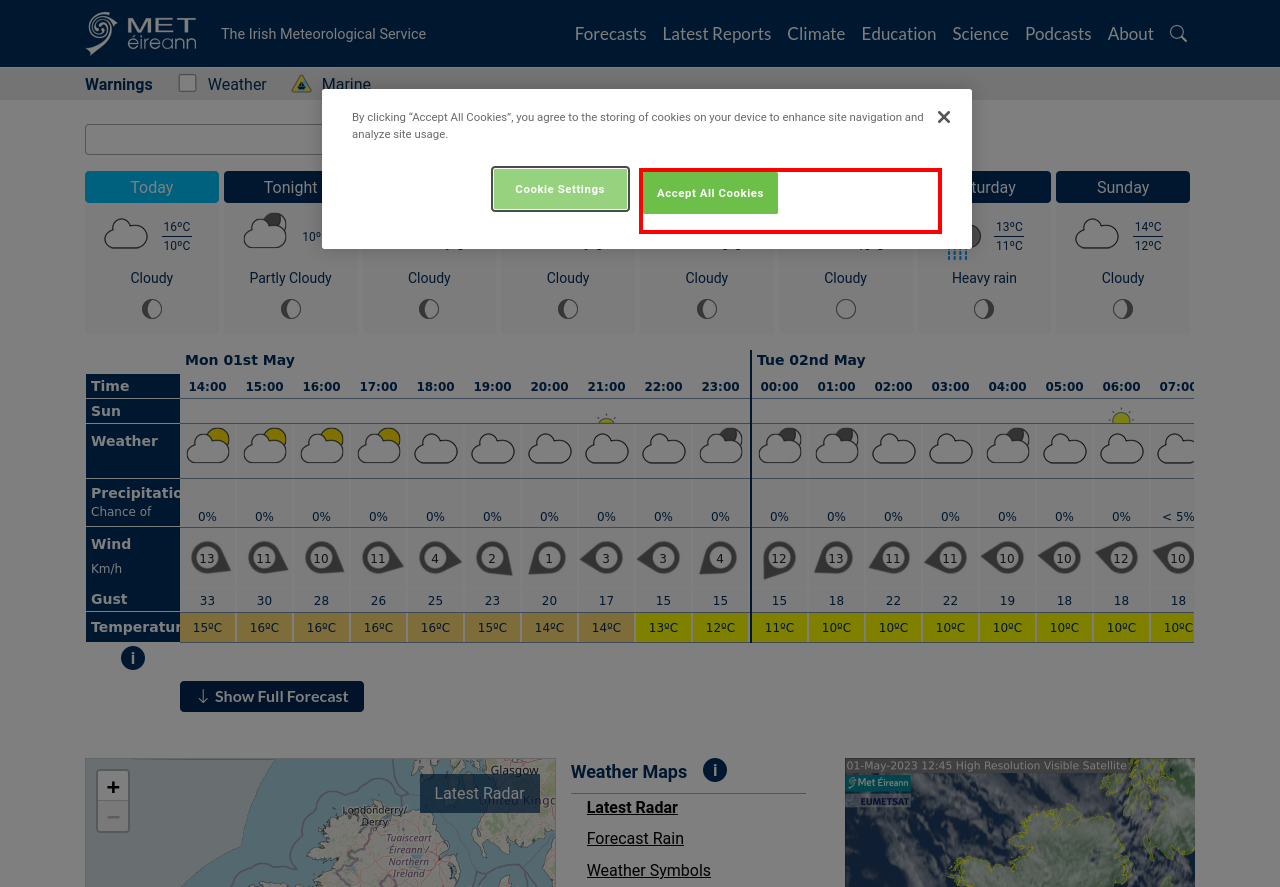 MET
éireann
The Irish Meteorological Service
Forecasts Latest Reports Climate Education Science Podcasts About
Warnings Weather Marine
By clicking “Accept All Cookies”, you agree to the storing of cookies on your device to enhance site navigation and
analyze site usage.
Cookie Settings Accept All Cookies
Today Tonight Sunday
16ºC 13ºC 14ºC
10ºC 11ºC 12ºC
Cloudy Partly Cloudy Cloudy Cloudy Cloudy Cloudy Heavy rain Cloudy
Mon 01st May Tue 02nd May
Time 14:00 15:00 16:00 17:00 18:00 19:00 20:00 21:00 22:00 23:00 00:00 01:00 02:00 03:00 04:00 05:00 06:00 07:00
Sun
Weather
Precipitatio
Chance of 0% 0% 0% 0% 0% 0% 0% 0% 0% 0% 0% 0% 0% 0% 0% 0% 0% < 5%
Wind 13 11 10 11 4 2 1 3 3 4 12 13 11 11 10 10 12 10
Km/h
Gust 33 30 28 26 25 23 20 17 15 15 15 18 22 22 19 18 18 18
Temperatur 15ºC 16ºC 16ºC 16ºC 16ºC 15ºC 14ºC 14ºC 13ºC 12ºC 11ºC 10ºC 10ºC 10ºC 10ºC 10ºC 10ºC 10ºC
i
↓ Show Full Forecast
+
−
Latest Radar
Glasgow
United Kingd
Londonderry/
Derry
Tuaisceart
Éireann /
Northern
Ireland
Weather Maps i
Latest Radar
Forecast Rain
Weather Symbols
01-May-2023 12:45 High Resolution Visible Satellite
Met Éireann
EUMETSAT